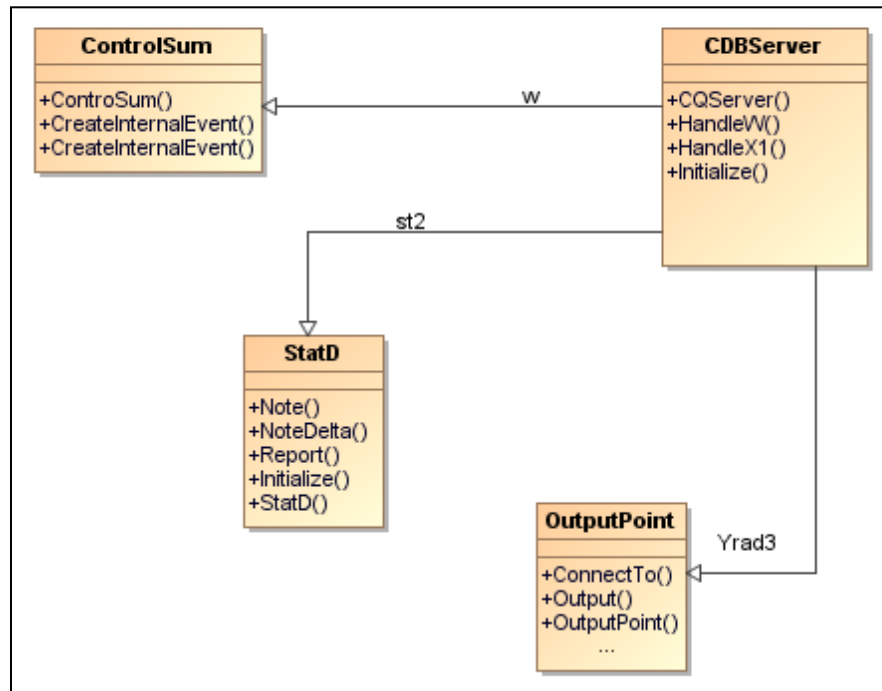 ControlSum
+ControSum()
+CreateInternalEvent()
+CreateInternalEvent()
w
CDBServer
+CQServer()
+HandleW()
+HandleX1()
+Initialize()
st2
StatD
+Note()
+NoteDelta()
+Report()
+Initialize()
+StatD()
OutputPoint
+ConnectTo()
+Output()
+OutputPoint()
...
Yrad3